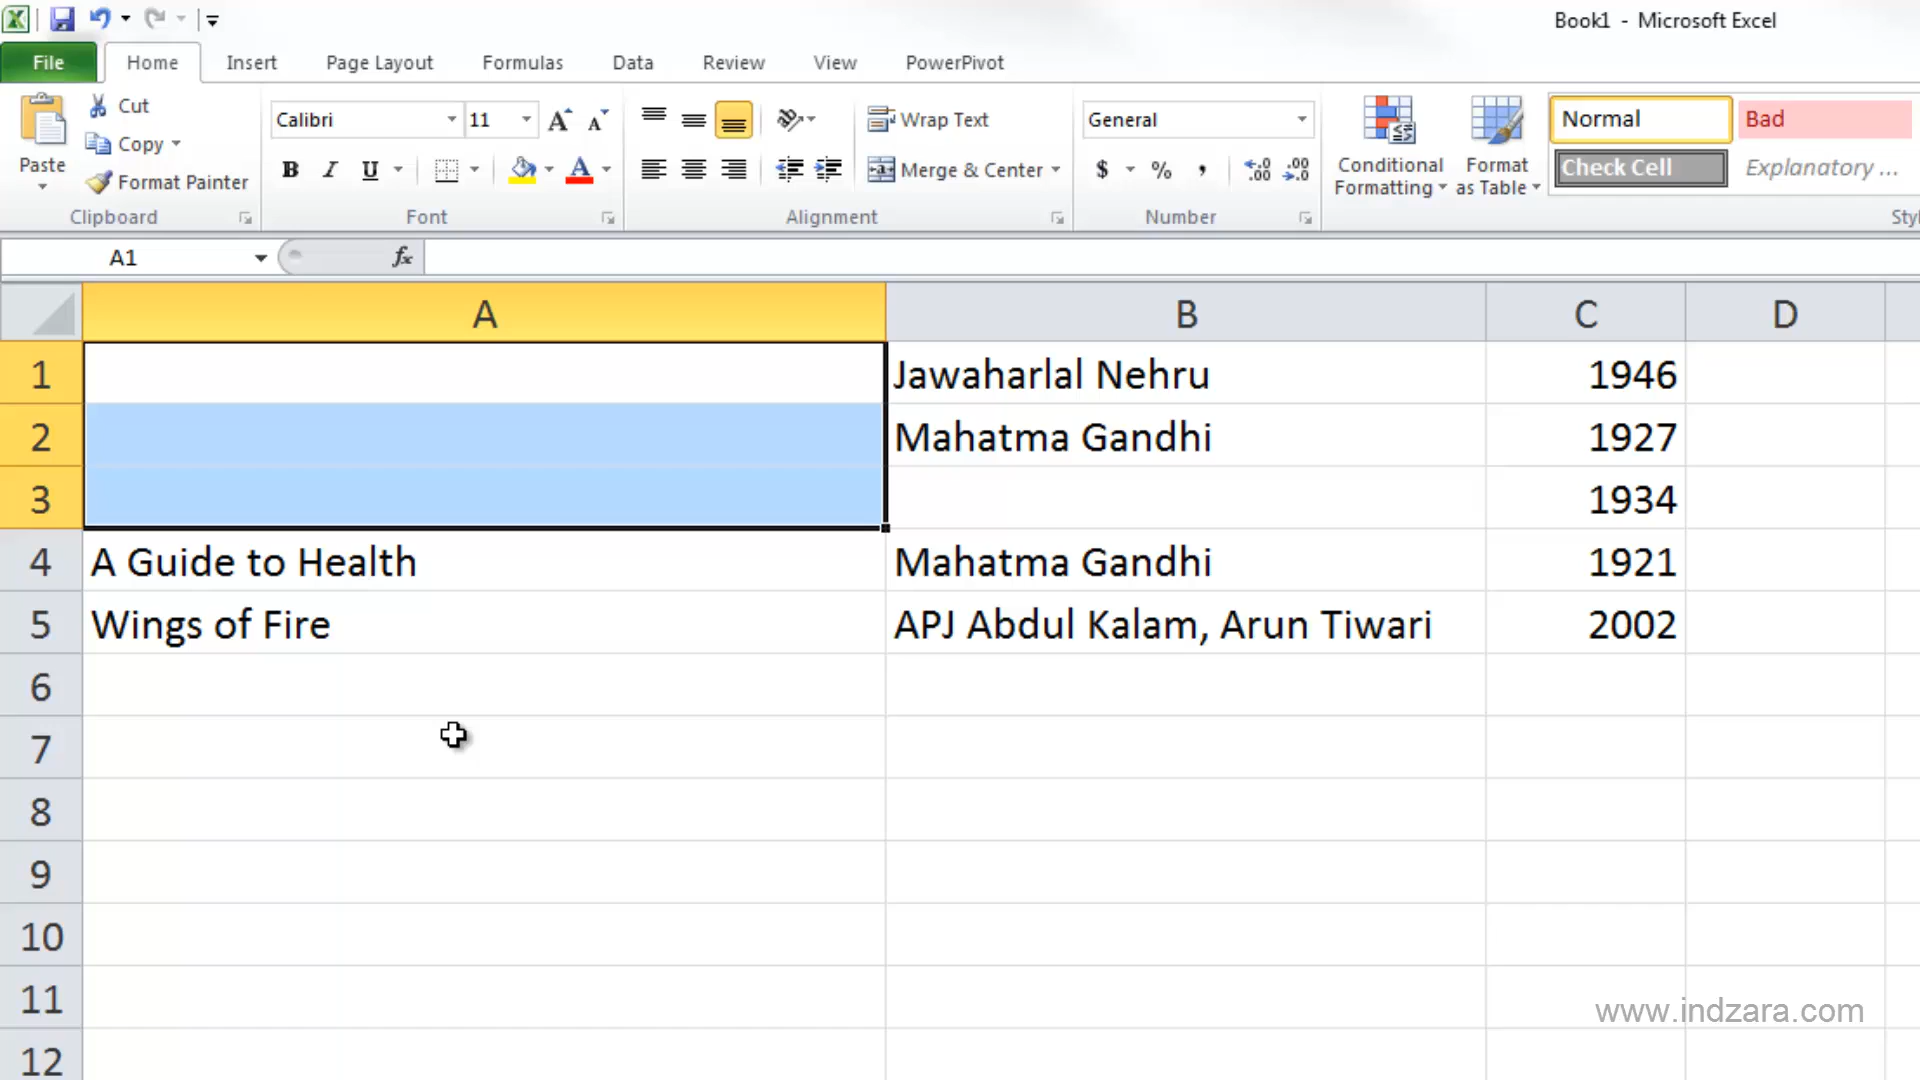 Book1 - Microsoft Excel
File Home Insert Page Layout Formulas Data Review View PowerPivot
Paste
Cut
Copy
Format Painter
Clipboard
Calibri 11
B I U A
Font
Wrap Text
Merge & Center
Alignment
General
$ % ,
Number
Conditional Formatting
Format as Table
Normal Bad
Check Cell Explanatory ...
Sty
A1 fx
A B C D
1 Jawaharlal Nehru 1946
2 Mahatma Gandhi 1927
3 1934
4 A Guide to Health Mahatma Gandhi 1921
5 Wings of Fire APJ Abdul Kalam, Arun Tiwari 2002
6
7
8
9
10
11
12
www.indzara.com